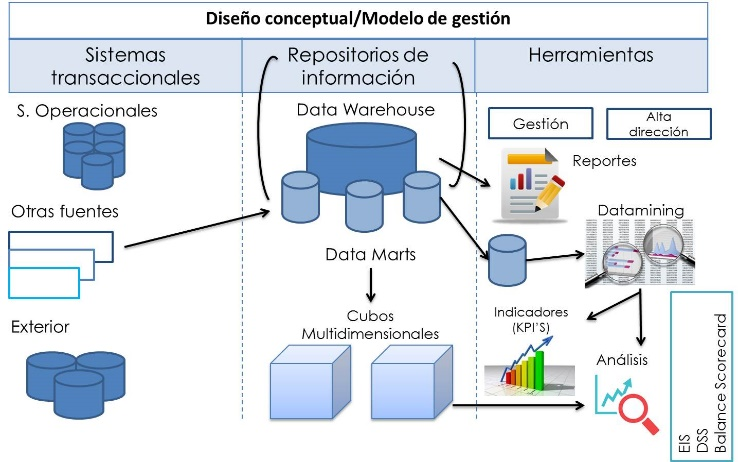 Diseño conceptual/Modelo de gestión
Sistemas
transaccionales
Repositorios de
información
Herramientas
S. Operacionales
Otras fuentes
Exterior
Data Warehouse
Data Marts
Cubos
Multidimensionales
Gestión
Alta
dirección
Reportes
Datamining
Indicadores
(KPI'S)
Análisis
EIS
DSS
Balance Scorecard